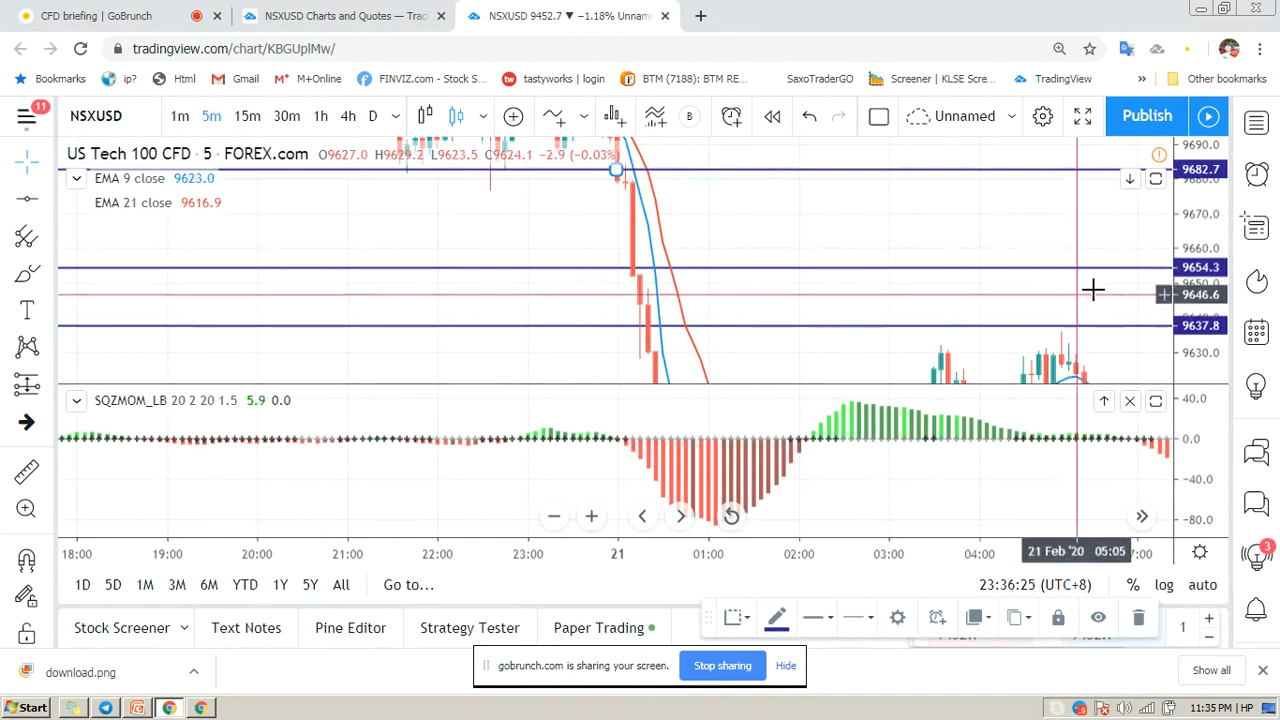 CFD briefing | GoBrunch
NSXUSD Charts and Quotes — Tradi
NSXUSD 9452.7 ▼ −1.18% Unnam
tradingview.com/chart/KBGUplMw/
Bookmarks
ip?
Html
Gmail
M+Online
FINVIZ.com - Stock S...
tastyworks | login
BTM (7188): BTM RE...
SaxoTraderGO
Screener | KLSE Scre...
TradingView
»
Other bookmarks
11
NSXUSD
1m 5m 15m 30m 1h 4h D
B
Unnamed
Publish
US Tech 100 CFD · 5 · FOREX.com O9627.0 H9629.2 L9623.5 C9624.1 −2.9 (−0.03%)
EMA 9 close 9623.0
EMA 21 close 9616.9
9690.0
9682.7
9680.0
9670.0
9660.0
9654.3
9650.0
9646.6
9637.8
9630.0
SQZMOM_LB 20 2 20 1.5 5.9 0.0
40.0
0.0
−40.0
−80.0
18:00 19:00 20:00 21:00 22:00 23:00 21 01:00 02:00 03:00 04:00 21 Feb '20 05:05 07:00
1D 5D 1M 3M 6M YTD 1Y 5Y All Go to...
23:36:25 (UTC+8) % log auto
Stock Screener Text Notes Pine Editor Strategy Tester Paper Trading
1
3
download.png
gobrunch.com is sharing your screen. Stop sharing Hide
Show all
Start
11:35 PM | HP